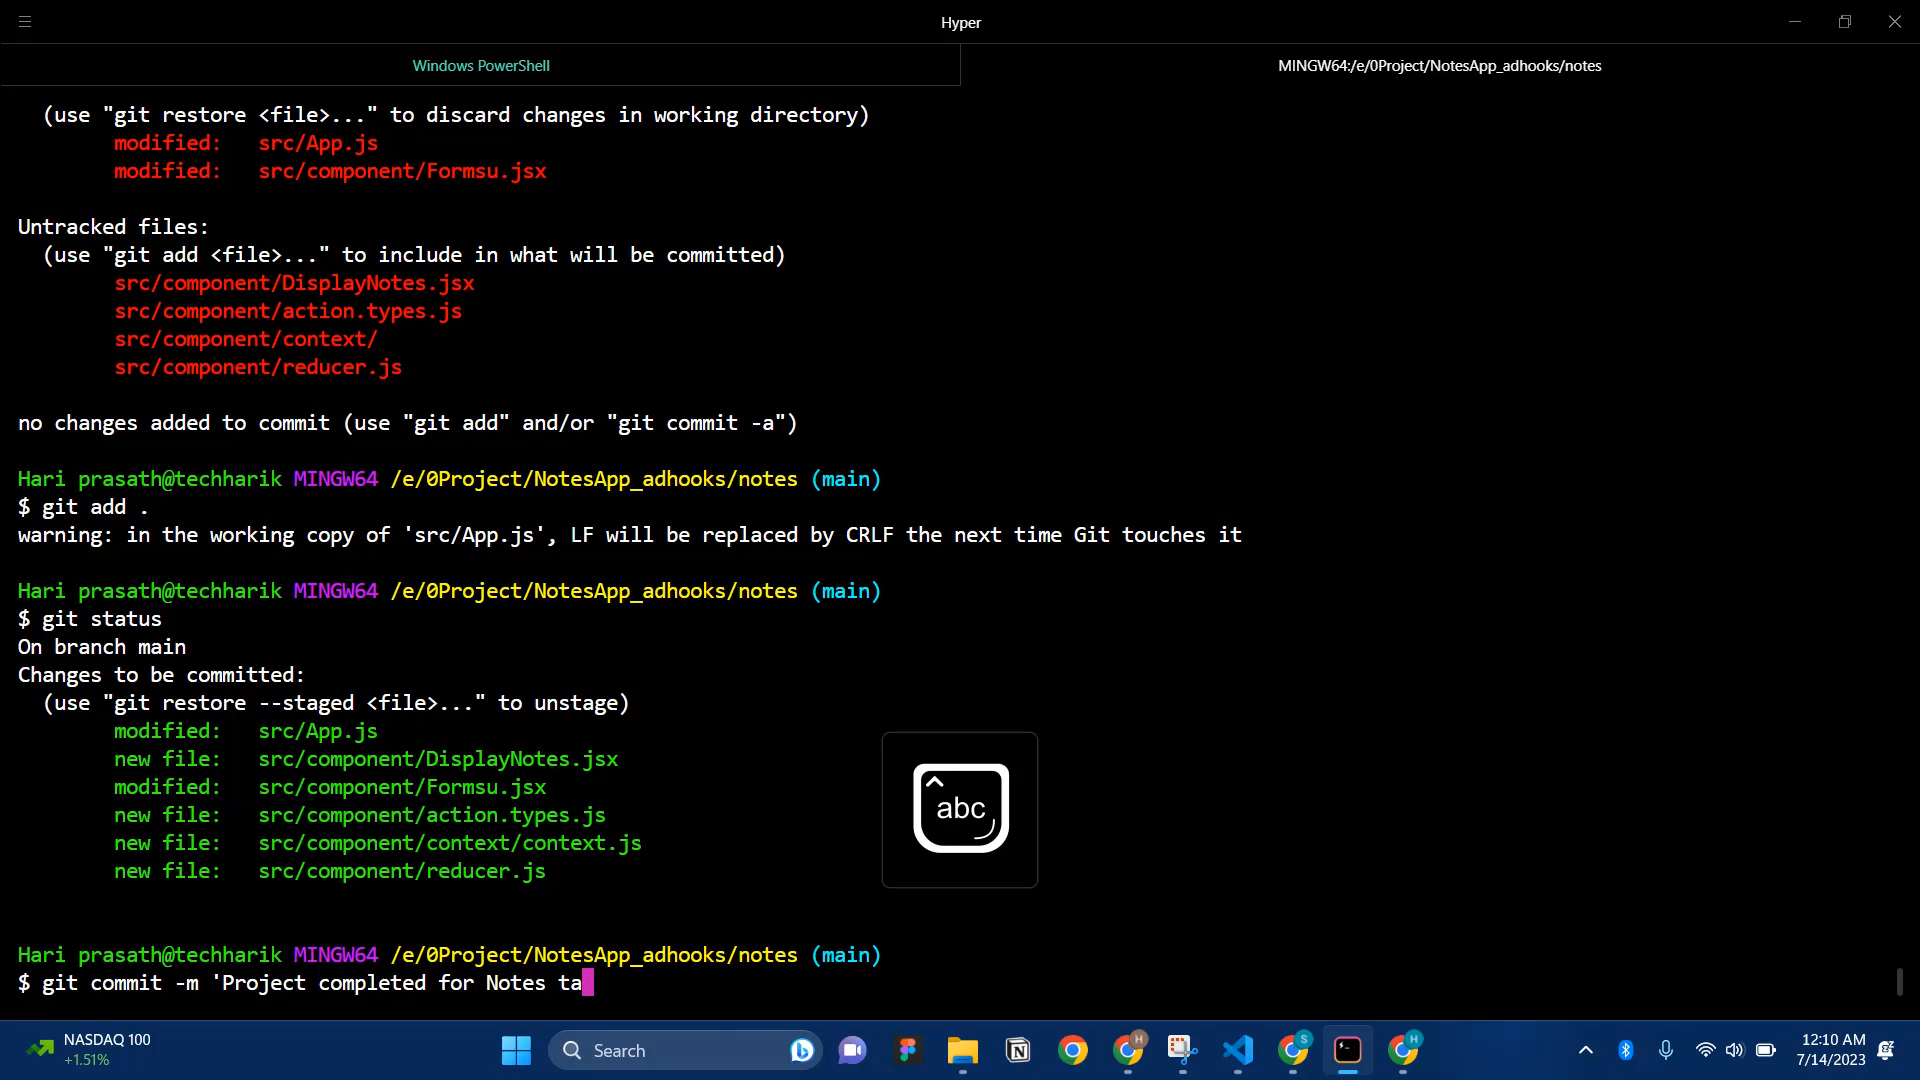 Hyper
Windows PowerShell
MINGW64:/e/0Project/NotesApp_adhooks/notes
(use "git restore <file>..." to discard changes in working directory)
modified:   src/App.js
modified:   src/component/Formsu.jsx
Untracked files:
(use "git add <file>..." to include in what will be committed)
src/component/DisplayNotes.jsx
src/component/action.types.js
src/component/context/
src/component/reducer.js
no changes added to commit (use "git add" and/or "git commit -a")
Hari prasath@techharik MINGW64 /e/0Project/NotesApp_adhooks/notes (main)
$ git add .
warning: in the working copy of 'src/App.js', LF will be replaced by CRLF the next time Git touches it
Hari prasath@techharik MINGW64 /e/0Project/NotesApp_adhooks/notes (main)
$ git status
On branch main
Changes to be committed:
(use "git restore --staged <file>..." to unstage)
modified:   src/App.js
new file:   src/component/DisplayNotes.jsx
modified:   src/component/Formsu.jsx
new file:   src/component/action.types.js
new file:   src/component/context/context.js
new file:   src/component/reducer.js
abc
Hari prasath@techharik MINGW64 /e/0Project/NotesApp_adhooks/notes (main)
$ git commit -m 'Project completed for Notes ta
NASDAQ 100
+1.51%
Search
H
S
H
12:10 AM
7/14/2023